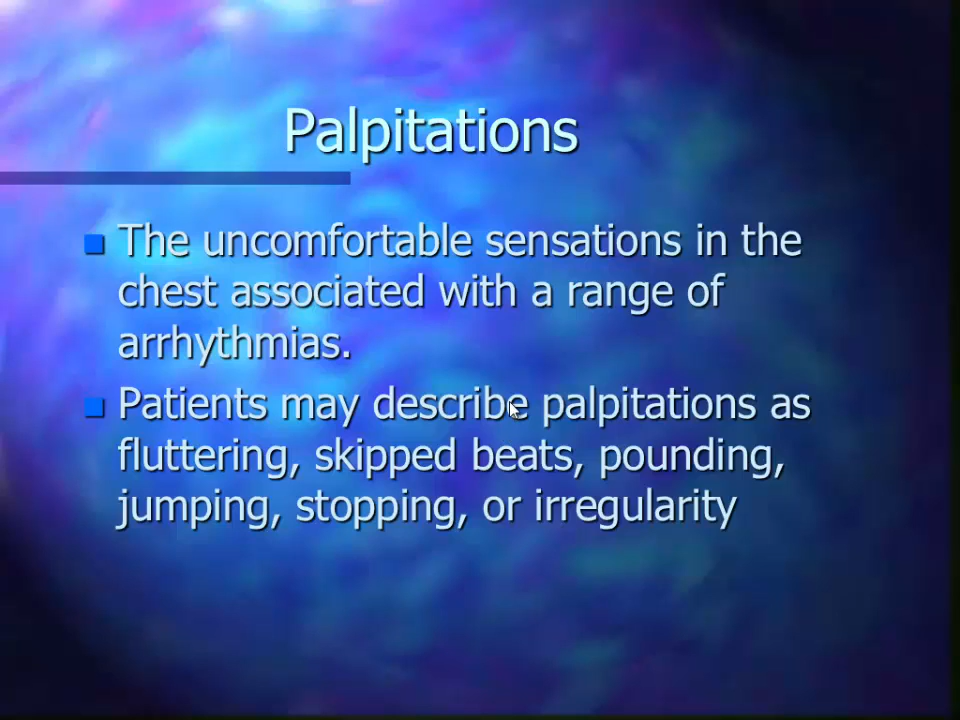 Palpitations
The uncomfortable sensations in the
chest associated with a range of
arrhythmias.
Patients may describe palpitations as
fluttering, skipped beats, pounding,
jumping, stopping, or irregularity